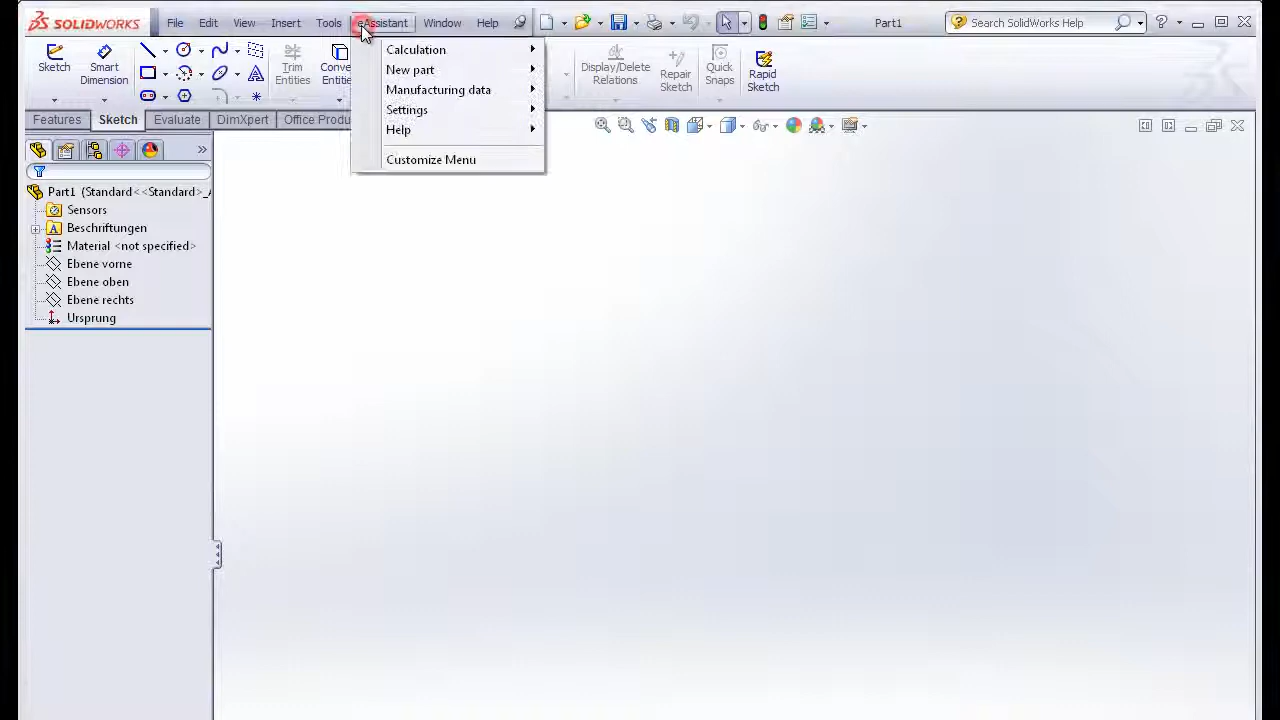 SOLIDWORKS File Edit View Insert Tools eAssistant Window Help Part1 Search SolidWorks Help
Sketch Smart Dimension Trim Entities Display/Delete Relations Repair Sketch Quick Snaps Rapid Sketch
Calculation
New part
Manufacturing data
Settings
Help
Customize Menu
Features Sketch Evaluate DimXpert
Part1 (Standard<<Standard>_
Sensors
Beschriftungen
Material <not specified>
Ebene vorne
Ebene oben
Ebene rechts
Ursprung